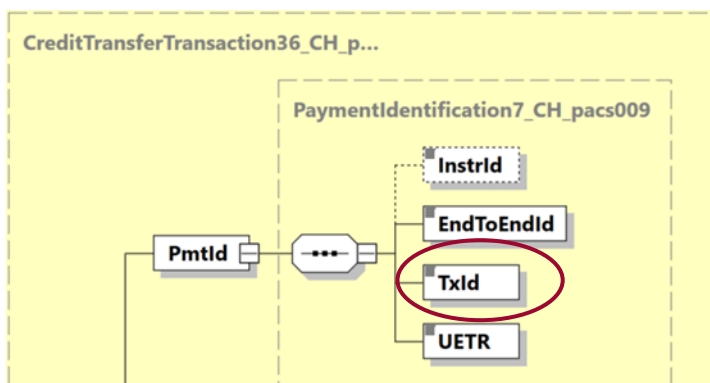 CreditTransferTransaction36_CH_p...
PaymentIdentification7_CH_pacs009
InstrId
EndToEndId
PmtId
TxId
UETR